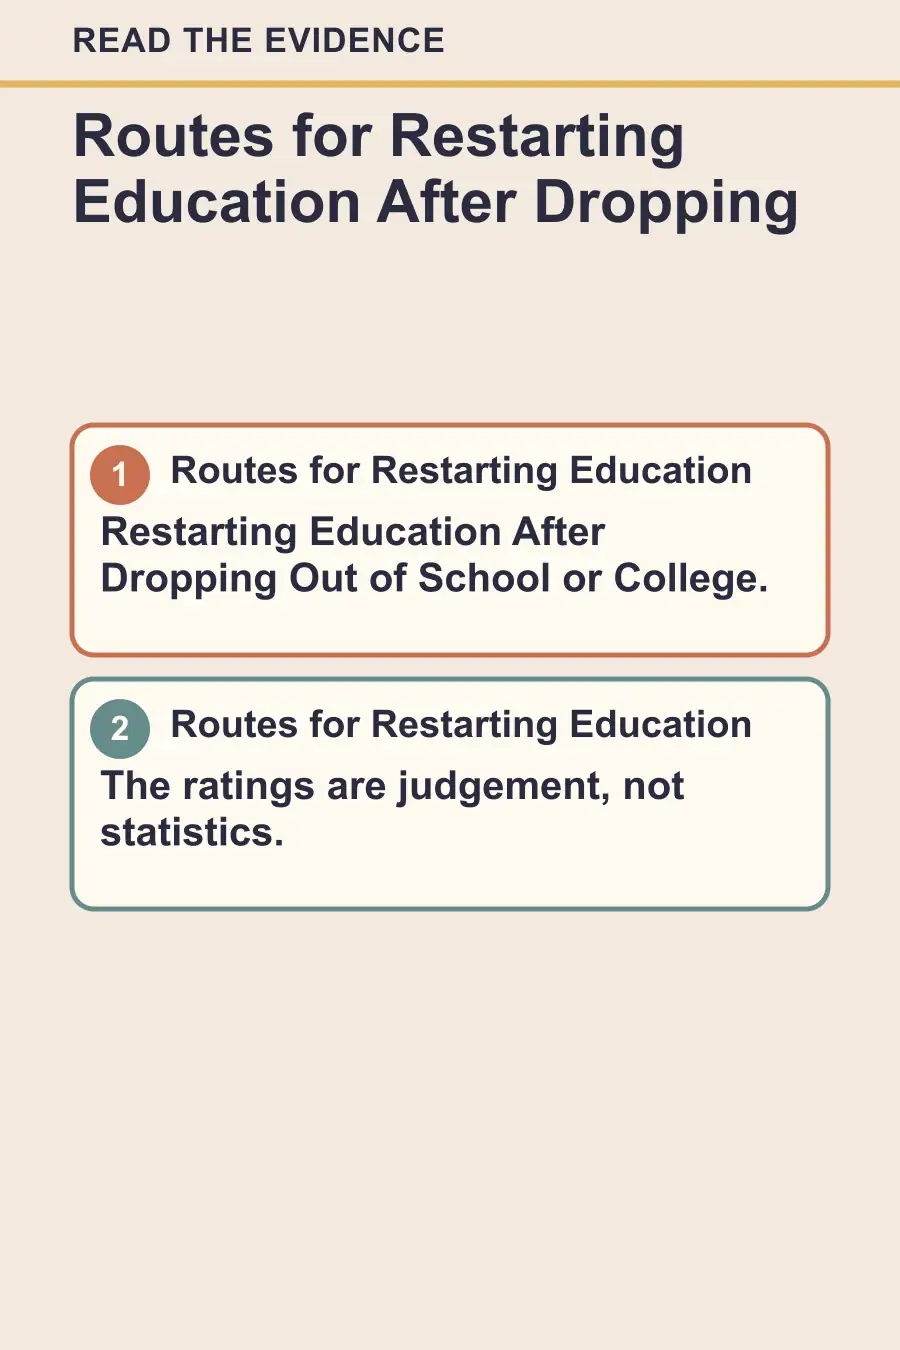 READ THE EVIDENCE
Routes for Restarting
Education After Dropping
1 Routes for Restarting Education
Restarting Education After
Dropping Out of School or College.
2 Routes for Restarting Education
The ratings are judgement, not
statistics.